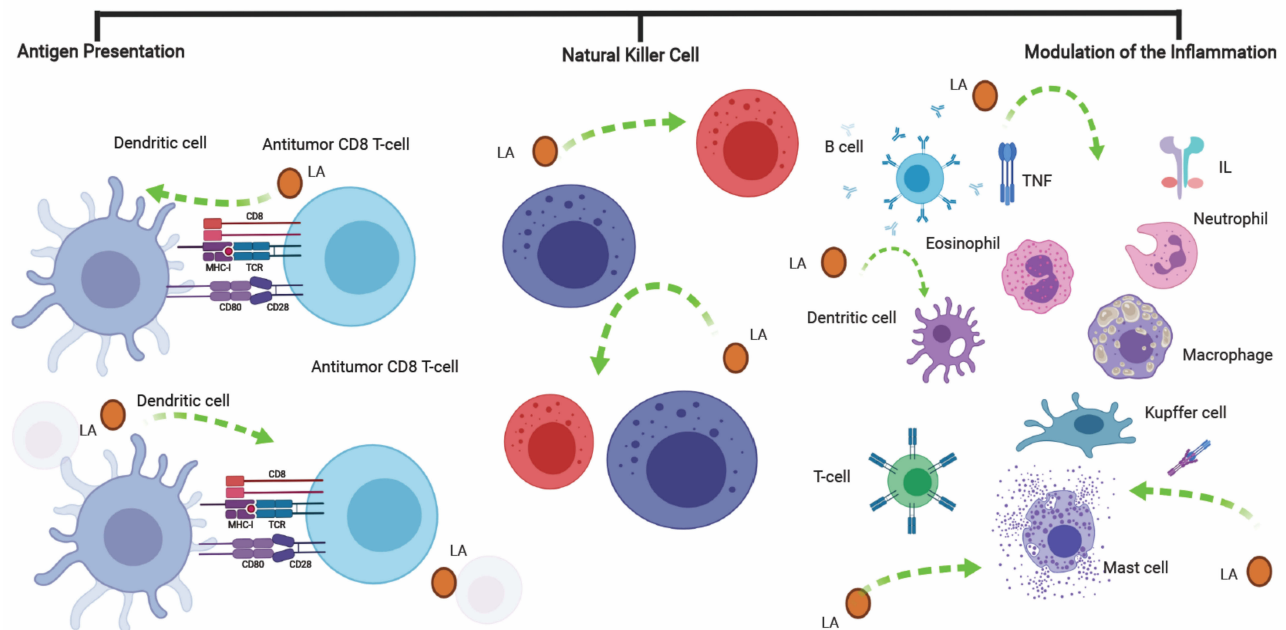 Antigen Presentation
Natural Killer Cell
Modulation of the Inflammation
Dendritic cell
Antitumor CD8 T-cell
LA
CD8
MHC-I
TCR
CD80
CD28
Antitumor CD8 T-cell
Dendritic cell
LA
CD8
MHC-I
TCR
CD80
CD28
LA
LA
LA
LA
B cell
TNF
IL
Neutrophil
Eosinophil
LA
Dentritic cell
Macrophage
Kupffer cell
T-cell
Mast cell
LA
LA